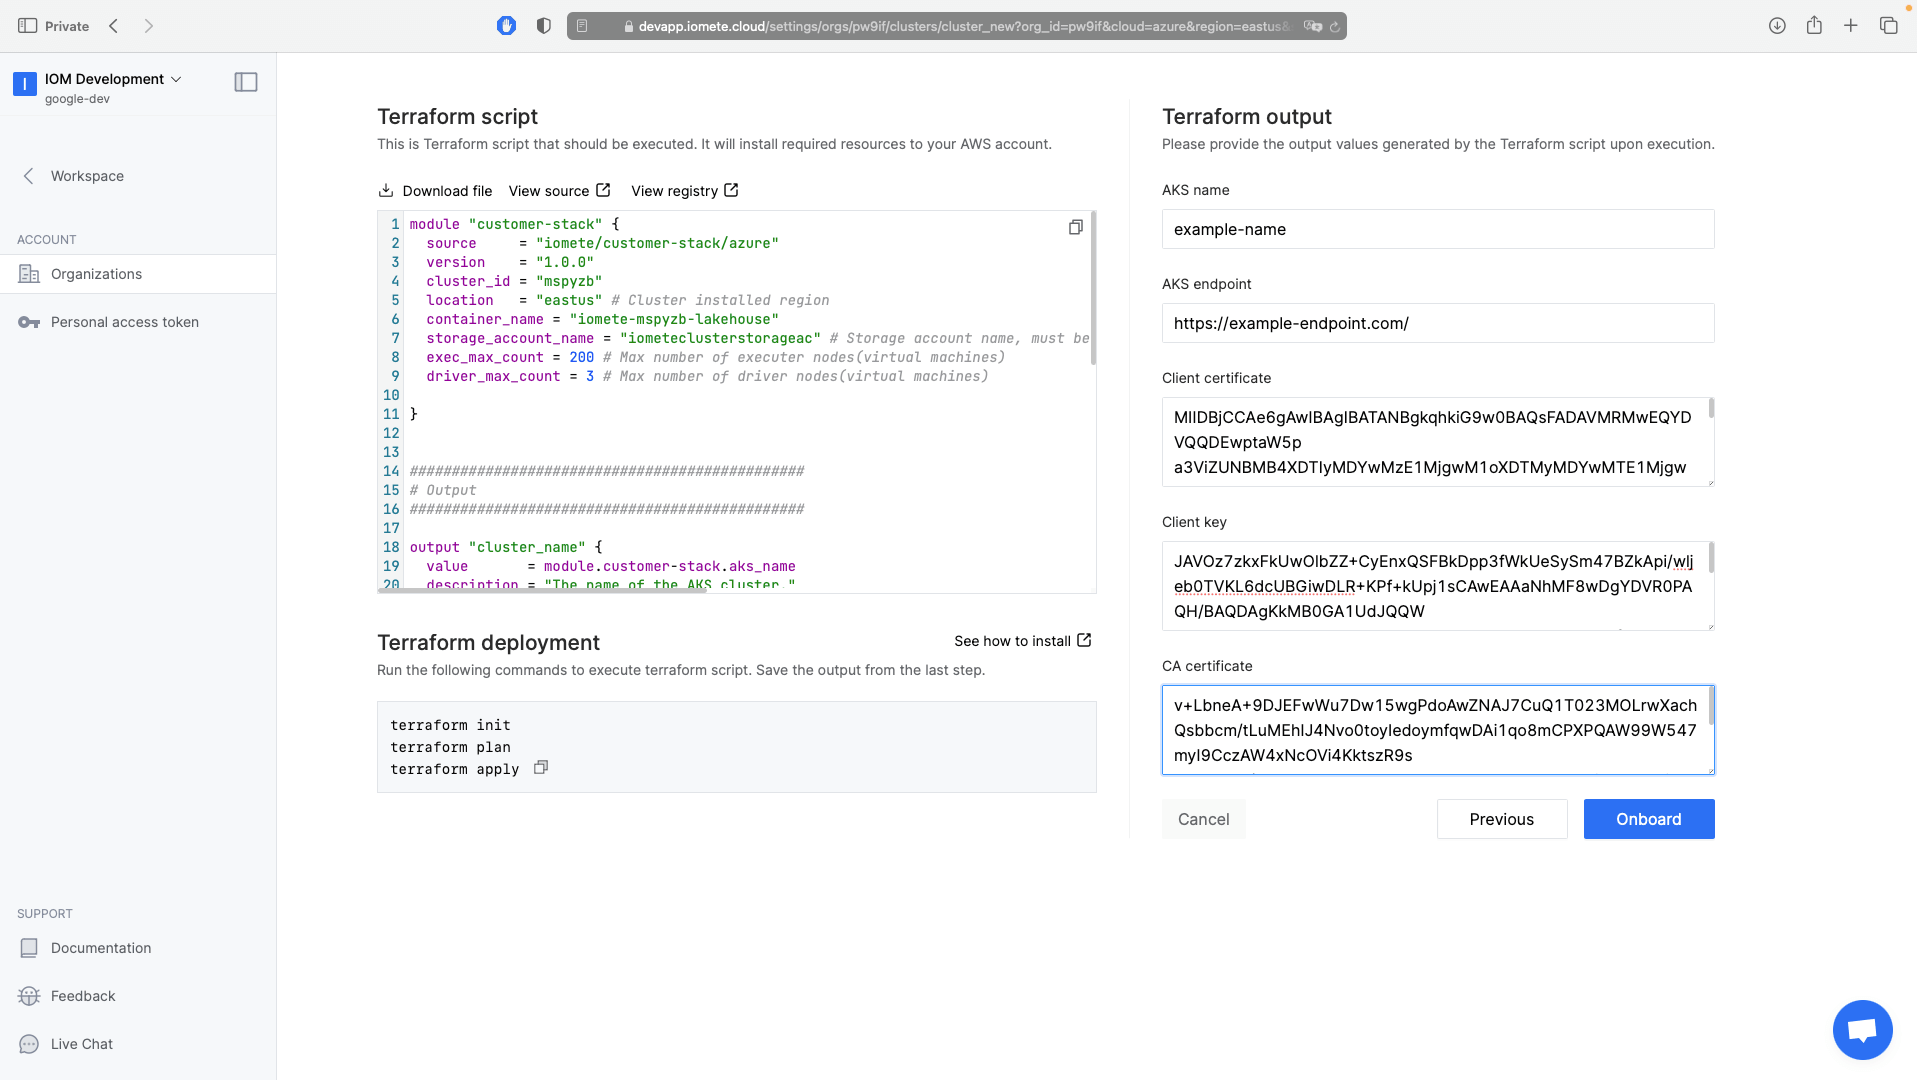 Private
devapp.iomete.cloud/settings/orgs/pw9if/clusters/cluster_new?org_id=pw9if&cloud=azure&region=eastus&
I
IOM Development
google-dev
Workspace
ACCOUNT
Organizations
Personal access token
SUPPORT
Documentation
Feedback
Live Chat
Terraform script
This is Terraform script that should be executed. It will install required resources to your AWS account.
Download file View source View registry
1 module "customer-stack" {
2 source = "iomete/customer-stack/azure"
3 version = "1.0.0"
4 cluster_id = "mspyzb"
5 location = "eastus" # Cluster installed region
6 container_name = "iomete-mspyzb-lakehouse"
7 storage_account_name = "iometeclusterstorageac" # Storage account name, must be
8 exec_max_count = 200 # Max number of executer nodes(virtual machines)
9 driver_max_count = 3 # Max number of driver nodes(virtual machines)
10
11 }
12
13
14 ###############################################
15 # Output
16 ###############################################
17
18 output "cluster_name" {
19 value = module.customer-stack.aks_name
20 description = "The name of the AKS cluster."
Terraform deployment
See how to install
Run the following commands to execute terraform script. Save the output from the last step.
terraform init
terraform plan
terraform apply
Terraform output
Please provide the output values generated by the Terraform script upon execution.
AKS name
example-name
AKS endpoint
https://example-endpoint.com/
Client certificate
MIIDBjCCAe6gAwIBAgIBATANBgkqhkiG9w0BAQsFADAVMRMwEQYD
VQQDEwptaW5p
a3ViZUNBMB4XDTIyMDYwMzE1MjgwM1oXDTMyMDYwMTE1Mjgw
Client key
JAVOz7zkxFkUwOIbZZ+CyEnxQSFBkDpp3fWkUeSySm47BZkApi/wIj
eb0TVKL6dcUBGiwDLR+KPf+kUpj1sCAwEAAaNhMF8wDgYDVR0PA
QH/BAQDAgKkMB0GA1UdJQQW
CA certificate
v+LbneA+9DJEFwWu7Dw15wgPdoAwZNAJ7CuQ1T023MOLrwXach
Qsbbcm/tLuMEhIJ4Nvo0toyIedoymfqwDAi1qo8mCPXPQAW99W547
myI9CczAW4xNcOVi4KktszR9s
Cancel
Previous
Onboard